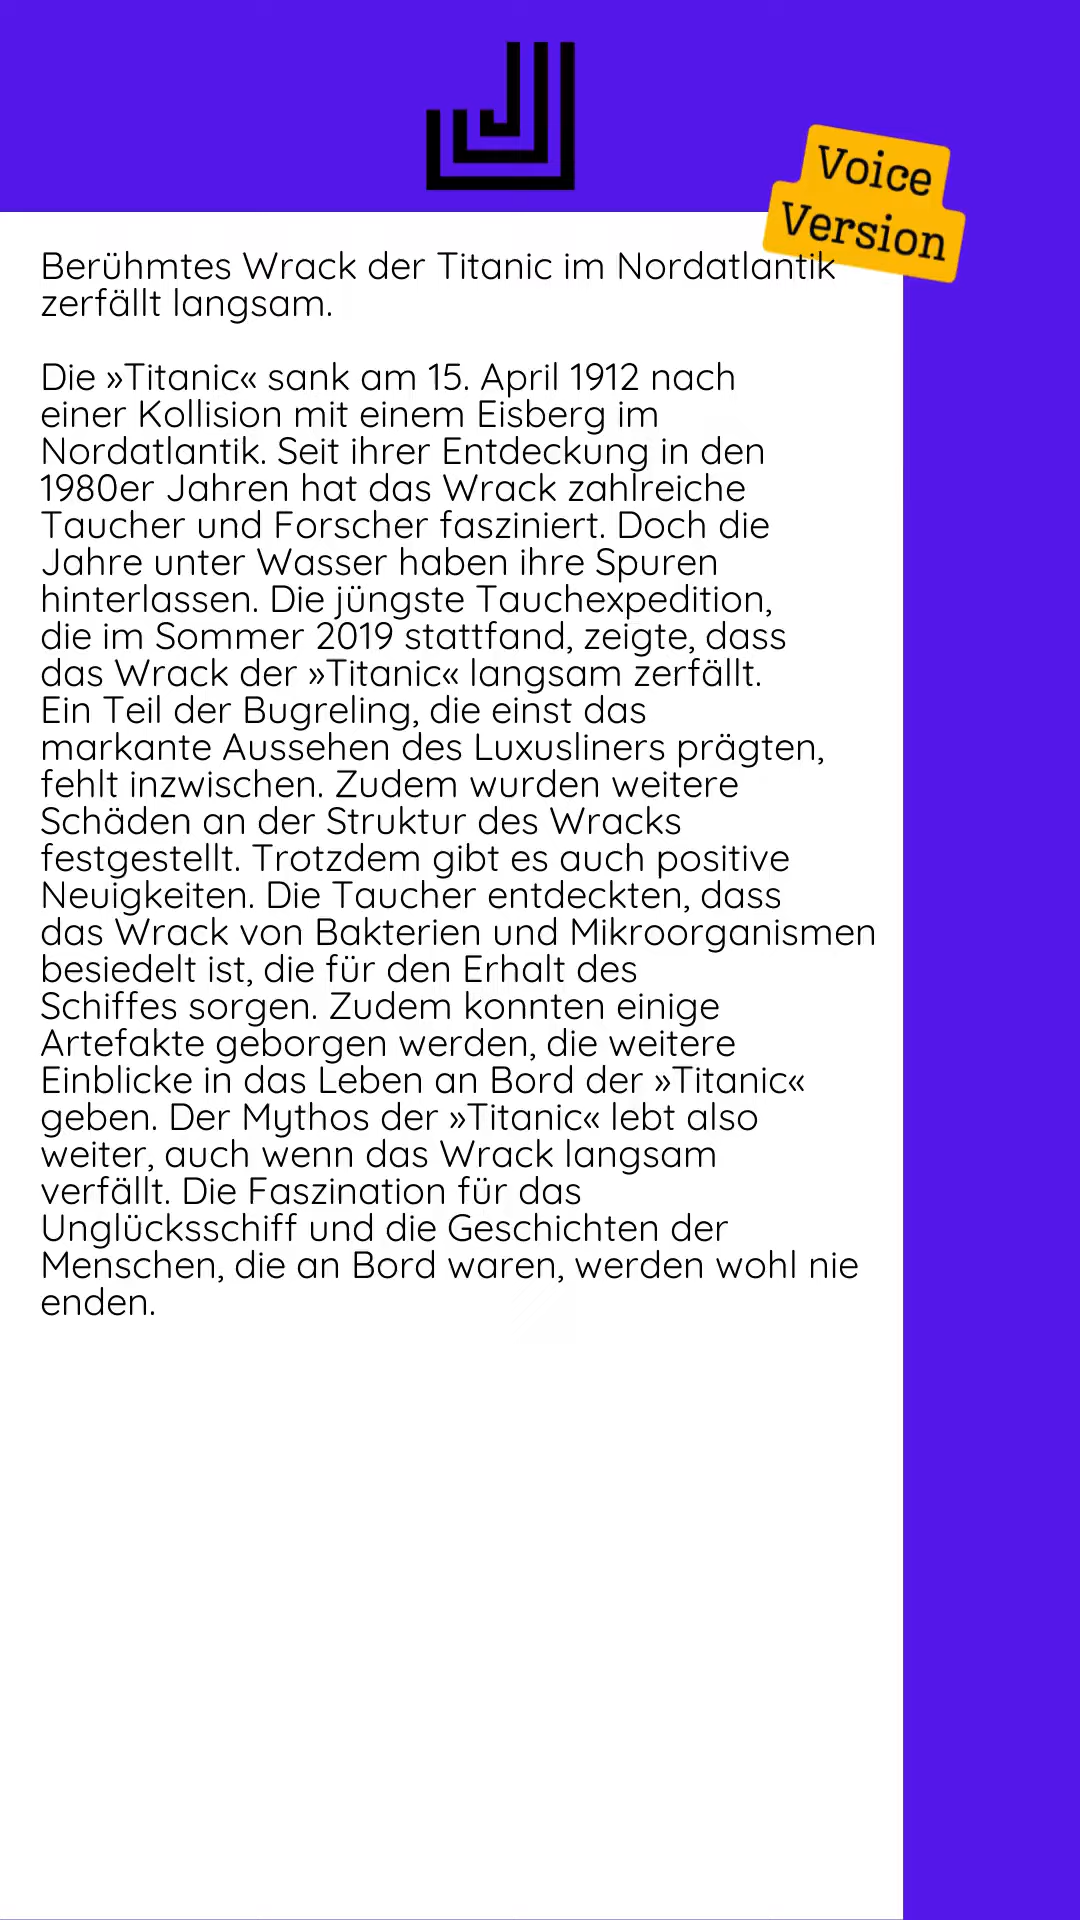 Voice
Version
Berühmtes Wrack der Titanic im Nordatlantik
zerfällt langsam.
Die »Titanic« sank am 15. April 1912 nach
einer Kollision mit einem Eisberg im
Nordatlantik. Seit ihrer Entdeckung in den
1980er Jahren hat das Wrack zahlreiche
Taucher und Forscher fasziniert. Doch die
Jahre unter Wasser haben ihre Spuren
hinterlassen. Die jüngste Tauchexpedition,
die im Sommer 2019 stattfand, zeigte, dass
das Wrack der »Titanic« langsam zerfällt.
Ein Teil der Bugreling, die einst das
markante Aussehen des Luxusliners prägten,
fehlt inzwischen. Zudem wurden weitere
Schäden an der Struktur des Wracks
festgestellt. Trotzdem gibt es auch positive
Neuigkeiten. Die Taucher entdeckten, dass
das Wrack von Bakterien und Mikroorganismen
besiedelt ist, die für den Erhalt des
Schiffes sorgen. Zudem konnten einige
Artefakte geborgen werden, die weitere
Einblicke in das Leben an Bord der »Titanic«
geben. Der Mythos der »Titanic« lebt also
weiter, auch wenn das Wrack langsam
verfällt. Die Faszination für das
Unglücksschiff und die Geschichten der
Menschen, die an Bord waren, werden wohl nie
enden.